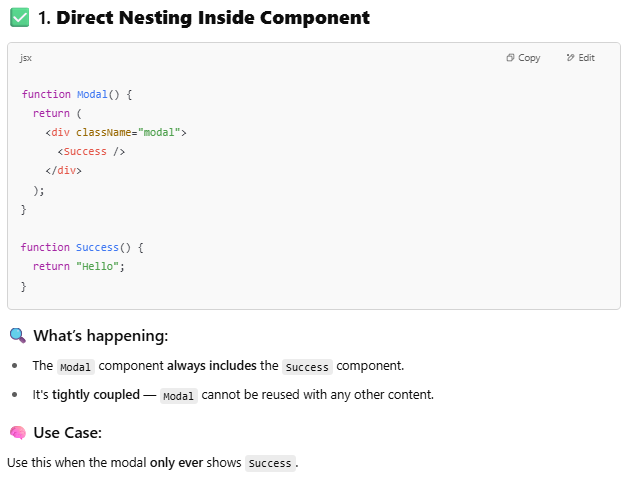 ✅ 1. Direct Nesting Inside Component
jsx
Copy
Edit
function Modal() {
  return (
    <div className="modal">
      <Success />
    </div>
  );
}
function Success() {
  return "Hello";
}
🔍 What's happening:
• The Modal component always includes the Success component.
• It's tightly coupled — Modal cannot be reused with any other content.
🧠 Use Case:
Use this when the modal only ever shows Success.